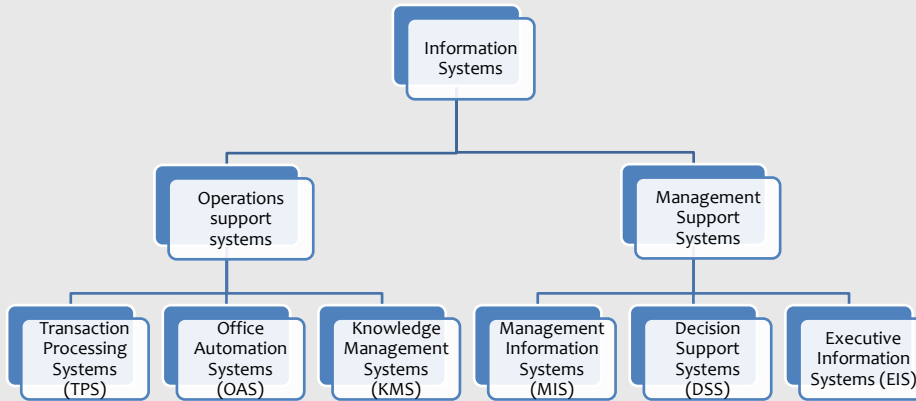 Information
Systems
Operations
support
systems
Management
Support
Systems
Transaction
Processing
Systems
(TPS)
Office
Automation
Systems
(OAS)
Knowledge
Management
Systems
(KMS)
Management
Information
Systems
(MIS)
Decision
Support
Systems
(DSS)
Executive
Information
Systems (EIS)